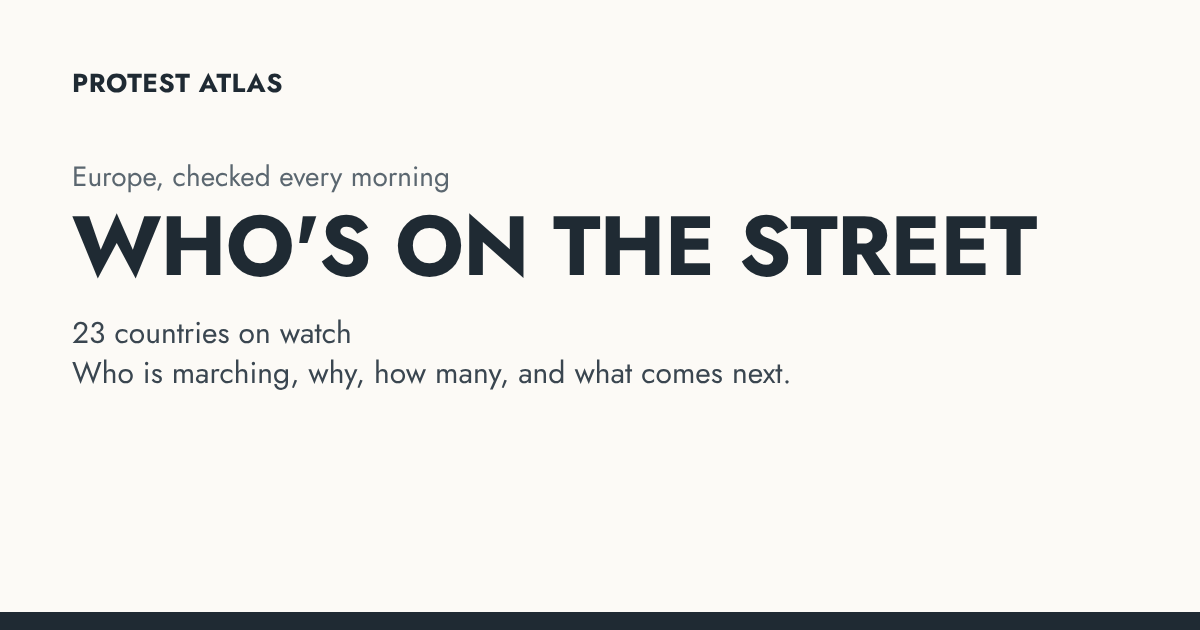 PROTEST ATLAS
Europe, checked every morning
WHO'S ON THE STREET
23 countries on watch
Who is marching, why, how many, and what comes next.